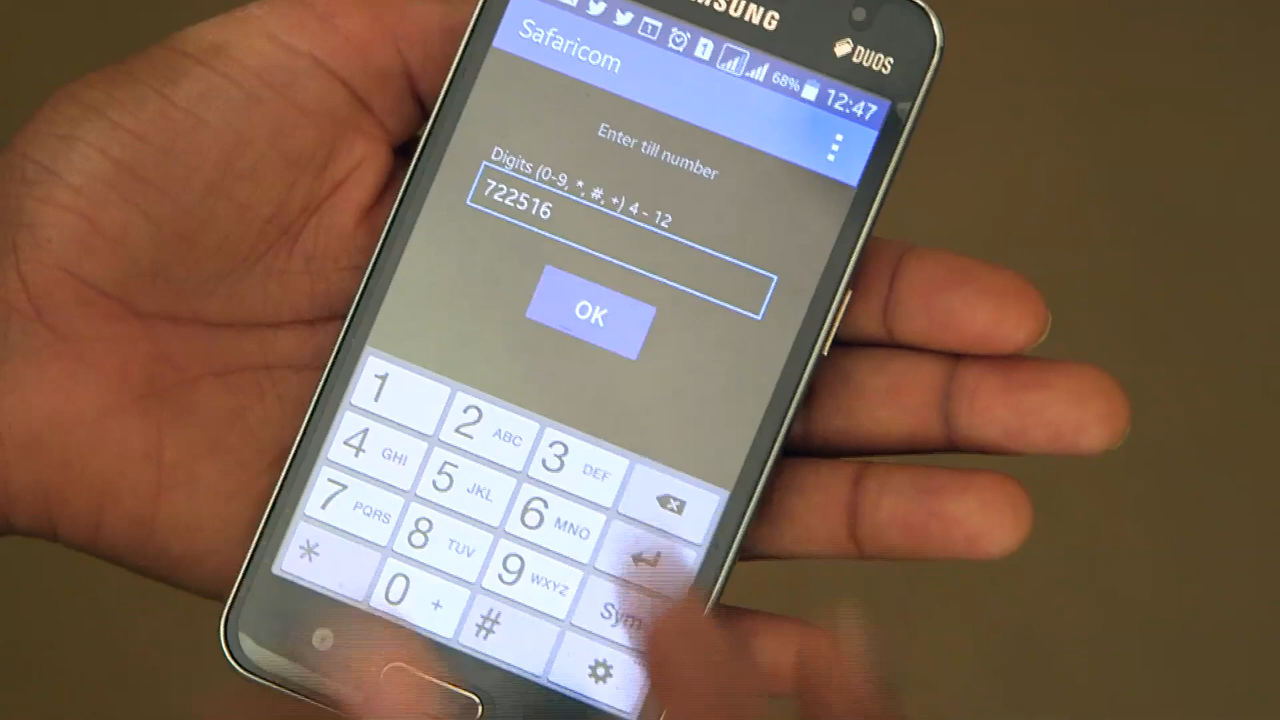 SAMSUNG
DUOS
1
68%
12:47
Safaricom
Enter till number
Digits (0-9, *, #, +) 4 - 12
722516
OK
1
2 ABC
3 DEF
4 GHI
5 JKL
6 MNO
7 PQRS
8 TUV
9 WXYZ
Sym
*
0 +
#